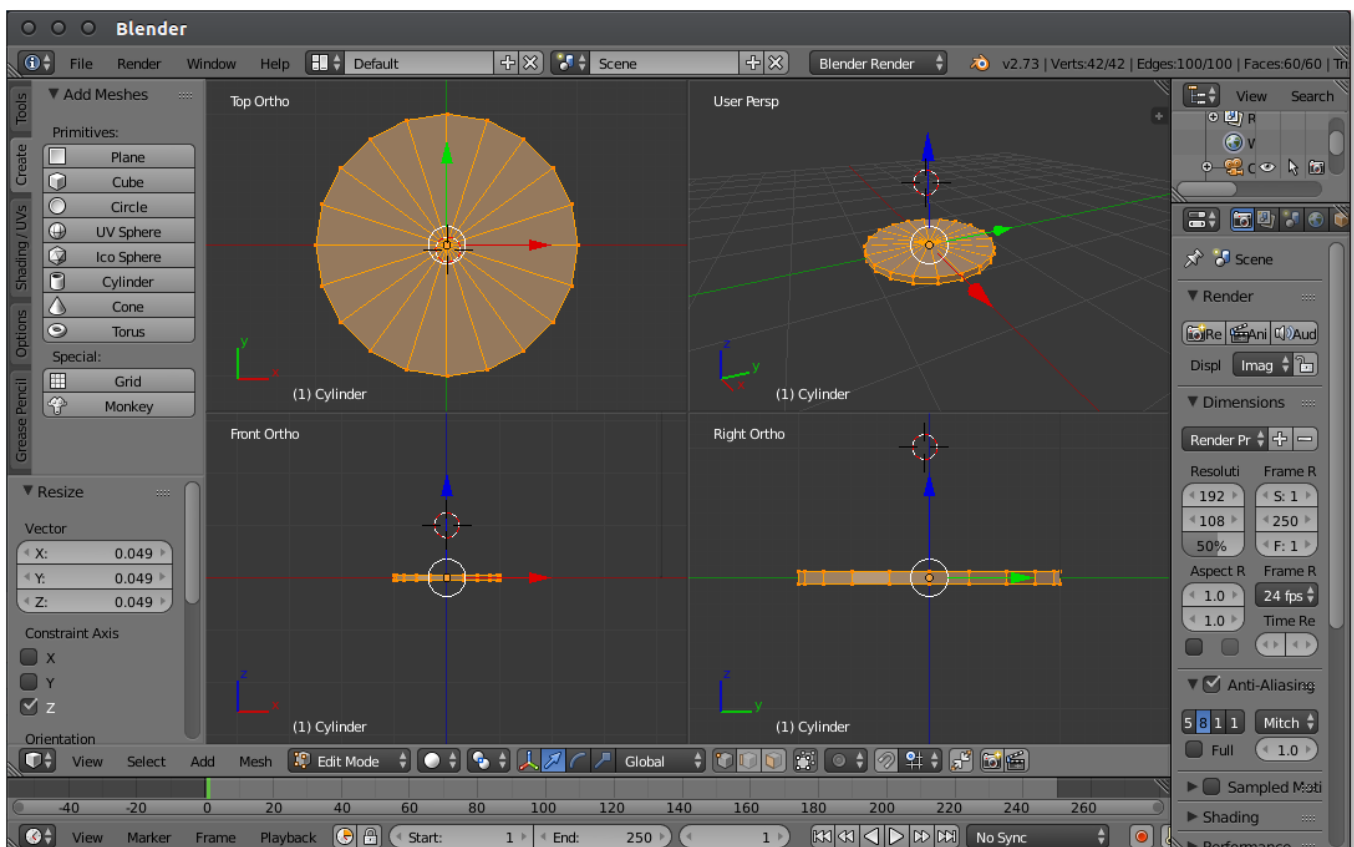 Blender
File Render Window Help Default Scene Blender Render v2.73 | Verts:42/42 | Edges:100/100 | Faces:60/60 | Tri
Tools
Create
Shading / UVs
Options
Grease Pencil
Add Meshes
Primitives:
Plane
Cube
Circle
UV Sphere
Ico Sphere
Cylinder
Cone
Torus
Special:
Grid
Monkey
Resize
Vector
X: 0.049
Y: 0.049
Z: 0.049
Constraint Axis
X
Y
Z
Orientation
Top Ortho
y
x
(1) Cylinder
User Persp
z
y
x
(1) Cylinder
Front Ortho
z
x
(1) Cylinder
Right Ortho
z
y
(1) Cylinder
View Search
R
V
C
Scene
Render
Re Ani Aud
Displ Imag
Dimensions
Render Pr
Resoluti Frame R
192 S: 1
108 250
50% F: 1
Aspect R Frame R
1.0 24 fps
1.0 Time Re
Anti-Aliasing
5 8 1 1 Mitch
Full 1.0
Sampled Moti
Shading
Performance
View Select Add Mesh Edit Mode Global
-40 -20 0 20 40 60 80 100 120 140 160 180 200 220 240 260
View Marker Frame Playback Start: 1 End: 250 1 No Sync